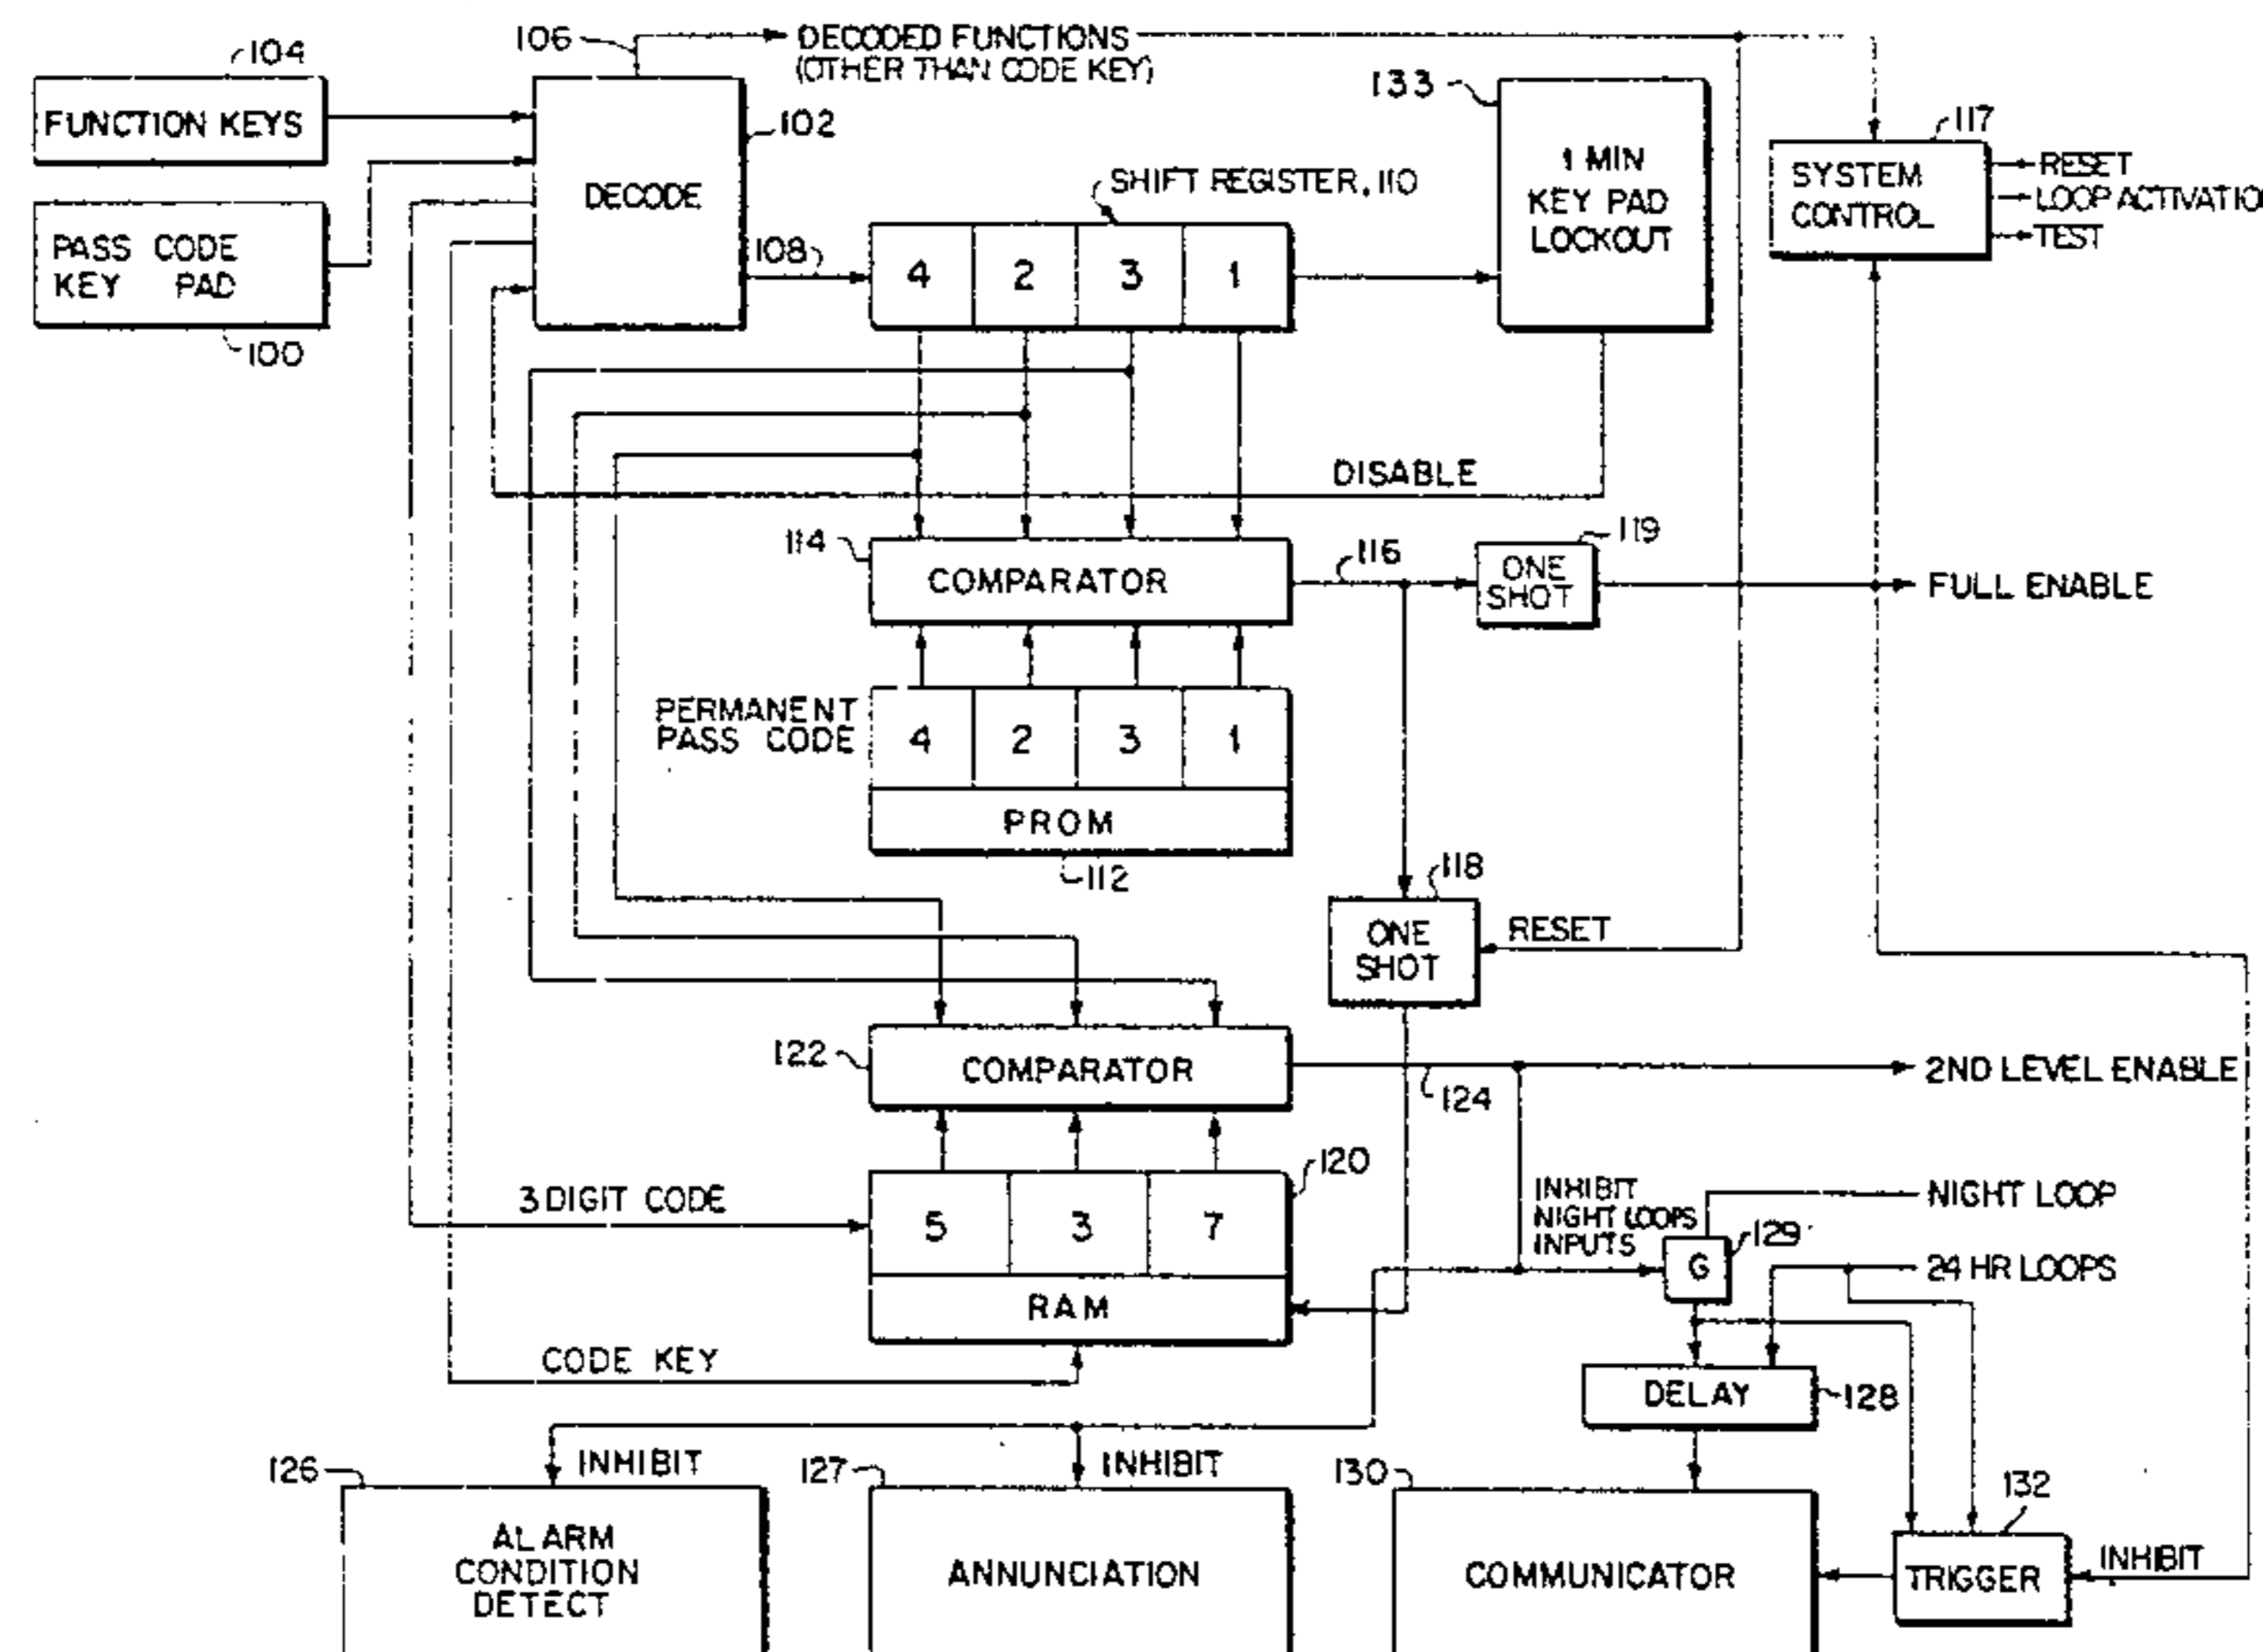 104
FUNCTION KEYS
PASS CODE
KEY PAD
100
106
DECODED FUNCTIONS
(OTHER THAN CODE KEY)
102
DECODE
108
SHIFT REGISTER, 110
4 2 3 1
133
1 MIN
KEY PAD
LOCKOUT
117
SYSTEM
CONTROL
RESET
LOOP ACTIVATIO
TEST
DISABLE
114
COMPARATOR
116
119
ONE
SHOT
FULL ENABLE
PERMANENT
PASS CODE
4 2 3 1
PROM
112
118
ONE
SHOT
RESET
122
COMPARATOR
124
2ND LEVEL ENABLE
120
3 DIGIT CODE
5 3 7
RAM
CODE KEY
INHIBIT
NIGHT LOOPS
INPUTS
G
129
NIGHT LOOP
24 HR LOOPS
DELAY
128
126
INHIBIT
ALARM
CONDITION
DETECT
127
INHIBIT
ANNUNCIATION
130
COMMUNICATOR
132
TRIGGER
INHIBIT